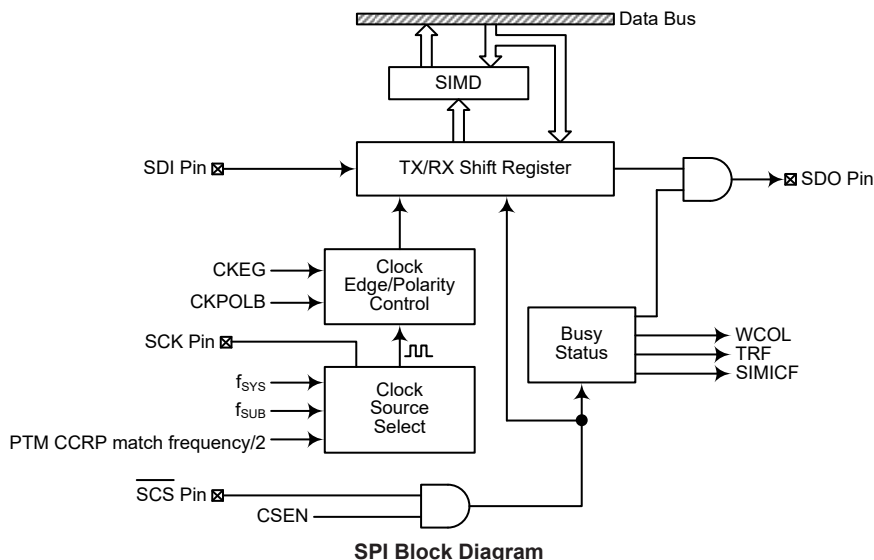 Data Bus
SIMD
SDI Pin
TX/RX Shift Register
SDO Pin
CKEG
CKPOLB
Clock
Edge/Polarity
Control
SCK Pin
Busy
Status
WCOL
TRF
SIMICF
fSYS
fSUB
PTM CCRP match frequency/2
Clock
Source
Select
SCS Pin
CSEN
SPI Block Diagram